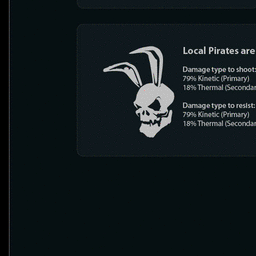 Local Pirates are
Damage type to shoot:
79% Kinetic (Primary)
18% Thermal (Secondar
Damage type to resist:
79% Kinetic (Primary)
18% Thermal (Secondar